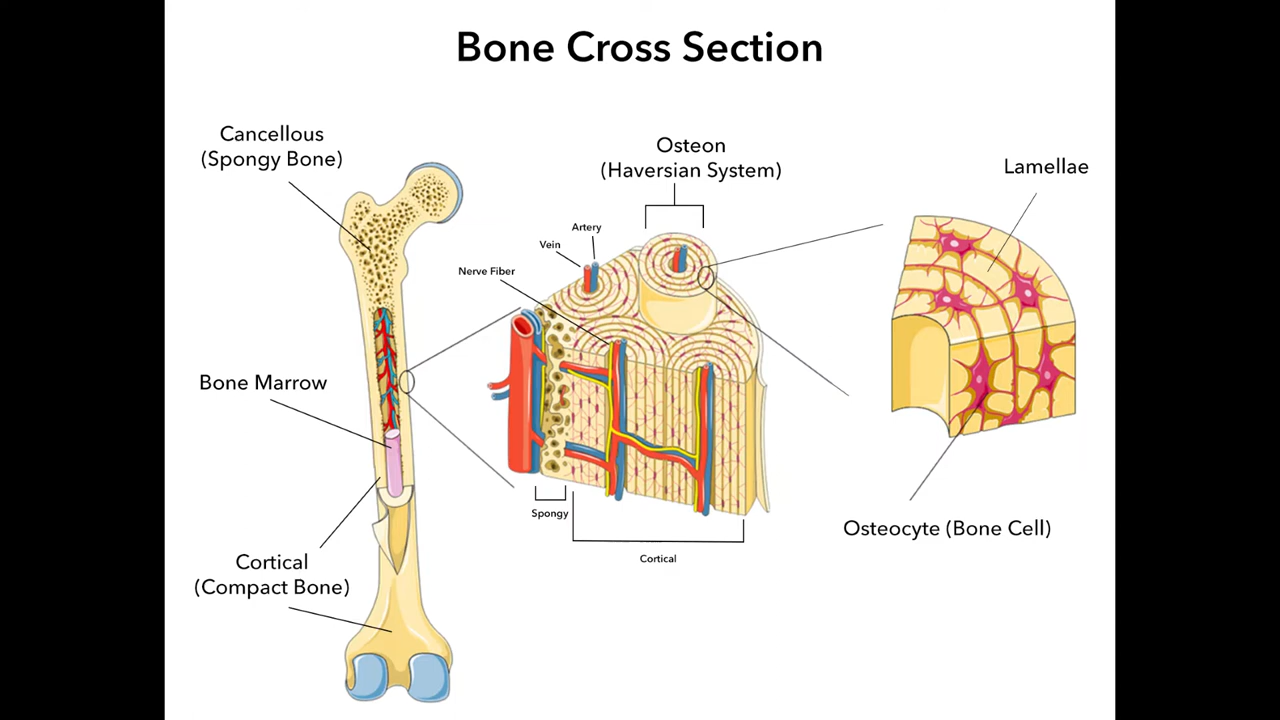 Bone Cross Section
Cancellous
(Spongy Bone)
Osteon
(Haversian System)
Lamellae
Artery
Vein
Nerve Fiber
Bone Marrow
Spongy
Cortical
Osteocyte (Bone Cell)
Cortical
(Compact Bone)